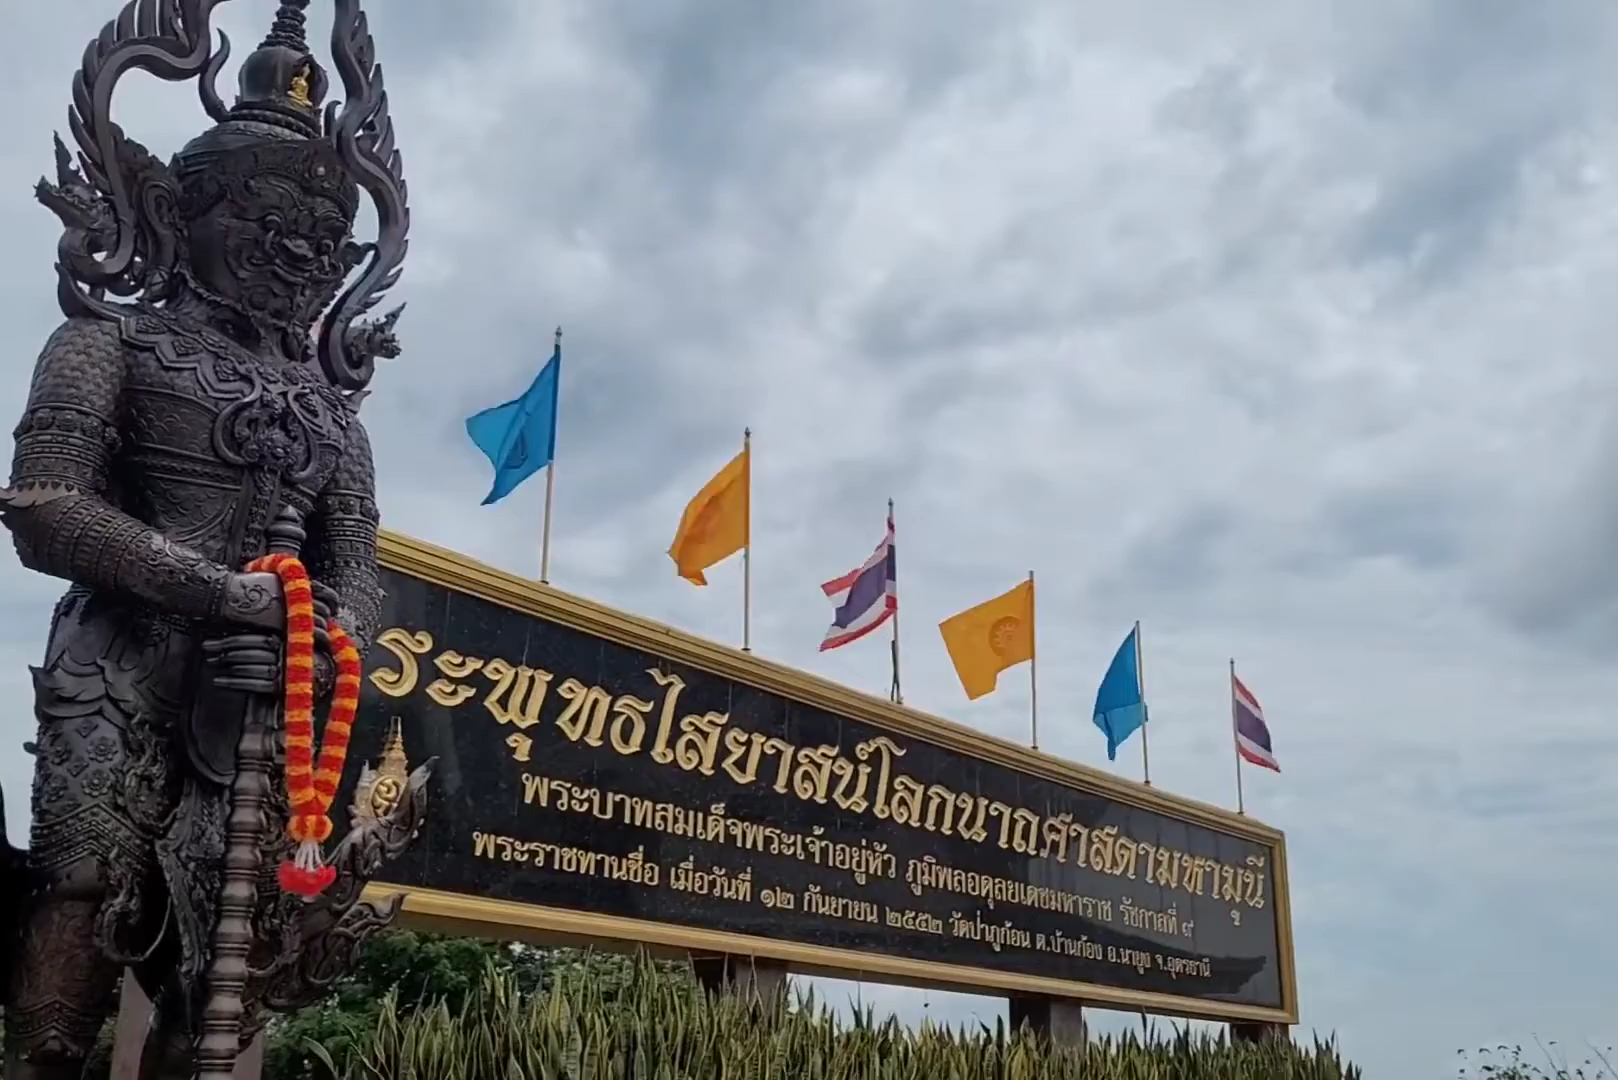 ระพุทธไสยาสน์โลกนาถศาสดามหามุนี
พระบาทสมเด็จพระเจ้าอยู่หัว ภูมิพลอดุลยเดชมหาราช รัชกาลที่ ๙
พระราชทานชื่อ เมื่อวันที่ ๑๒ กันยายน ๒๕๕๒ วัดป่าภูก้อน ต.บ้านก้อง อ.นายูง จ.อุดรธานี